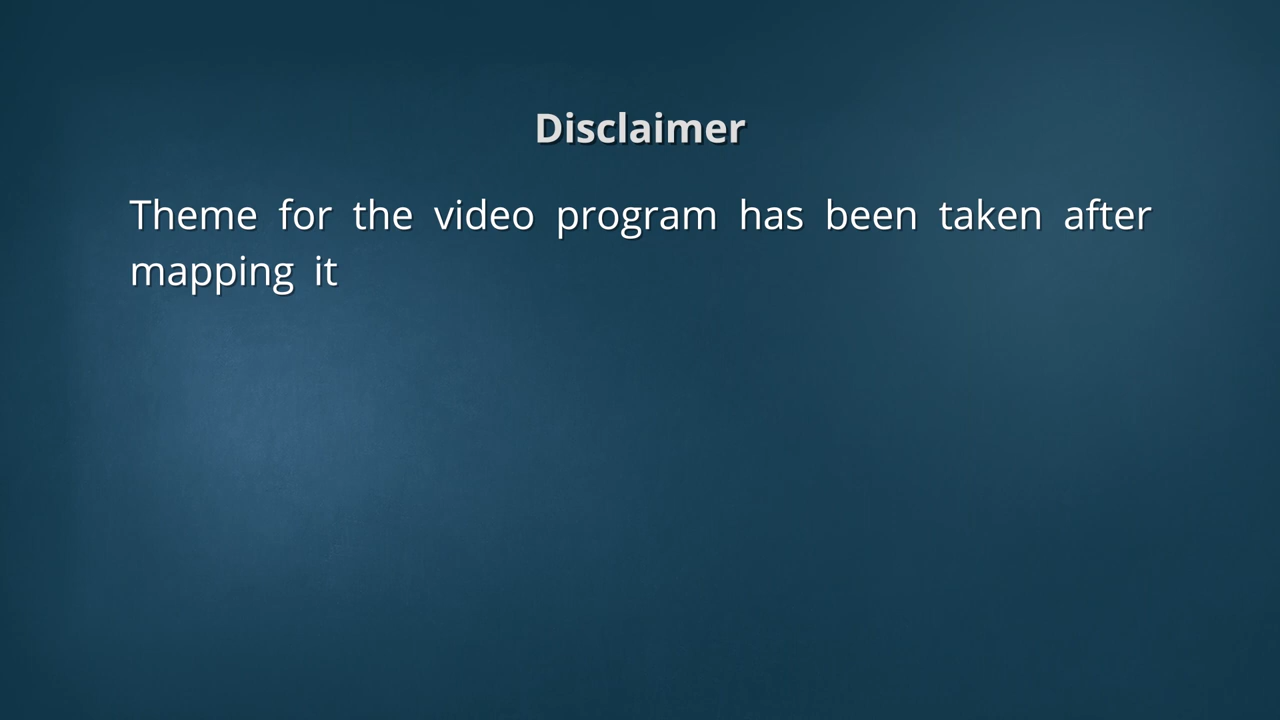 Disclaimer
Theme for the video program has been taken after
mapping it